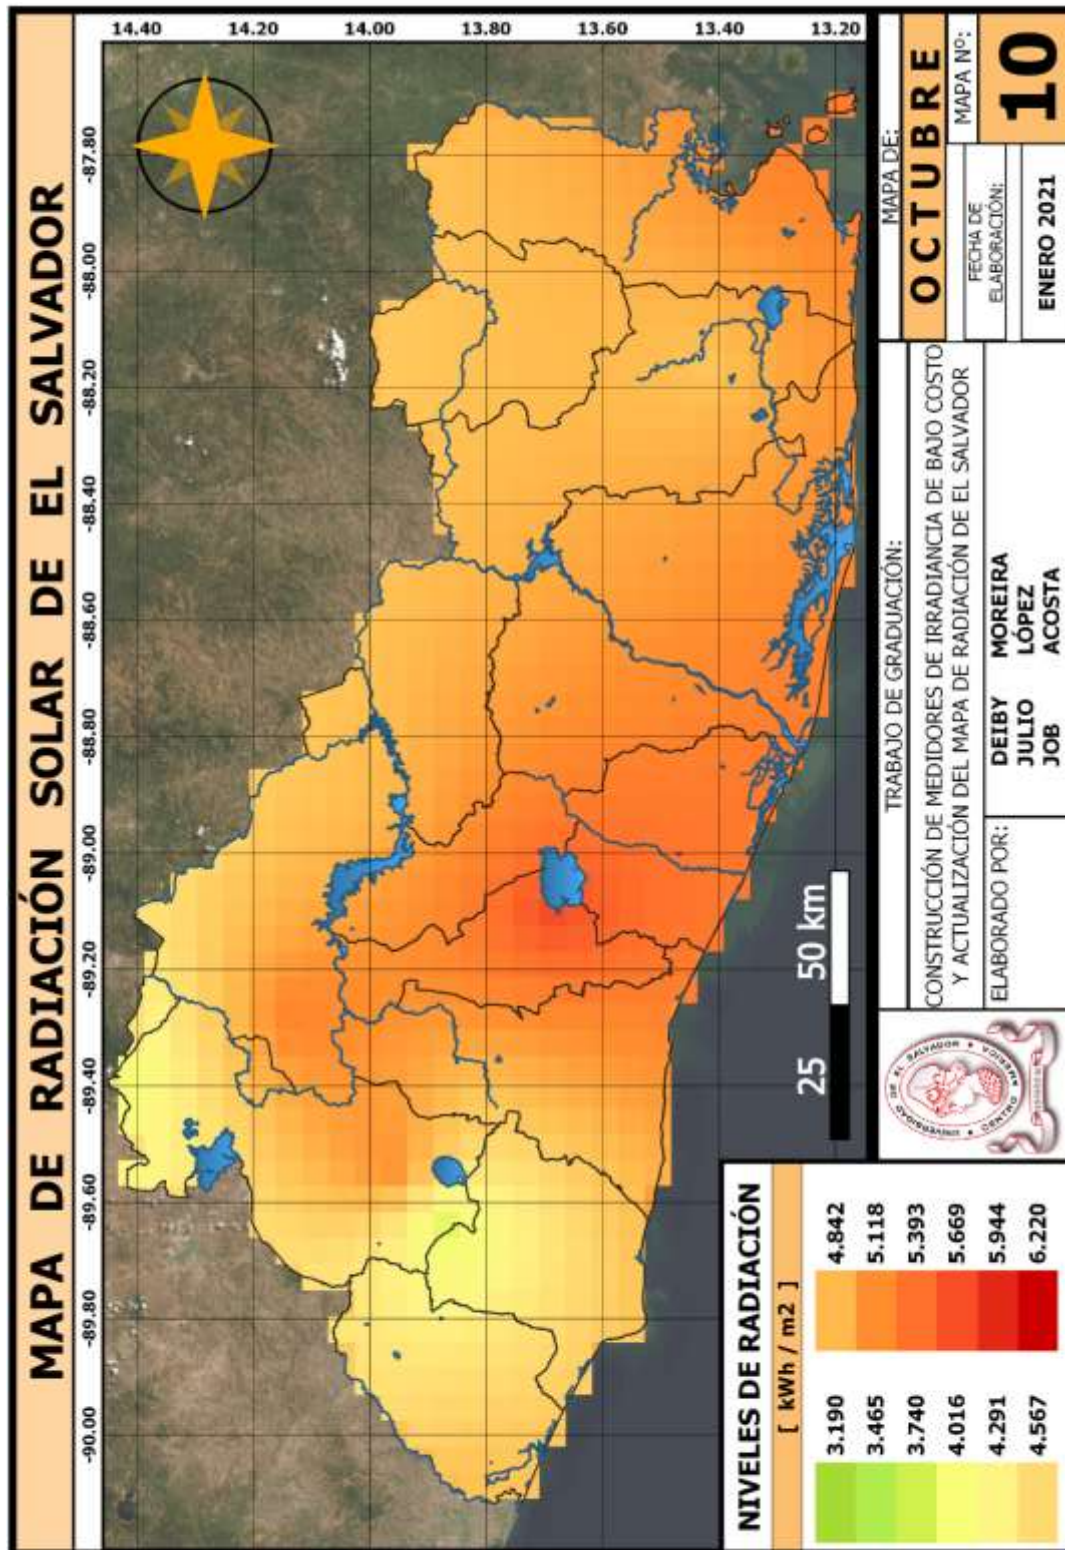 MAPA DE RADIACIÓN SOLAR DE EL SALVADOR
-90.00
-89.80
-89.60
-89.40
-89.20
-89.00
-88.80
-88.60
-88.40
-88.20
-88.00
-87.80
14.40
14.20
14.00
13.80
13.60
13.40
13.20
25
50 km
NIVELES DE RADIACIÓN
[ kWh / m2 ]
3.190
3.465
3.740
4.016
4.291
4.567
4.842
5.118
5.393
5.669
5.944
6.220
UNIVERSIDAD DE EL SALVADOR
CENTRO AMERICA
TRABAJO DE GRADUACIÓN:
CONSTRUCCIÓN DE MEDIDORES DE IRRADIANCIA DE BAJO COSTO
Y ACTUALIZACIÓN DEL MAPA DE RADIACIÓN DE EL SALVADOR
ELABORADO POR:
DEIBY MOREIRA
JULIO LÓPEZ
JOB ACOSTA
MAPA DE:
OCTUBRE
FECHA DE
ELABORACIÓN:
ENERO 2021
MAPA Nº:
10